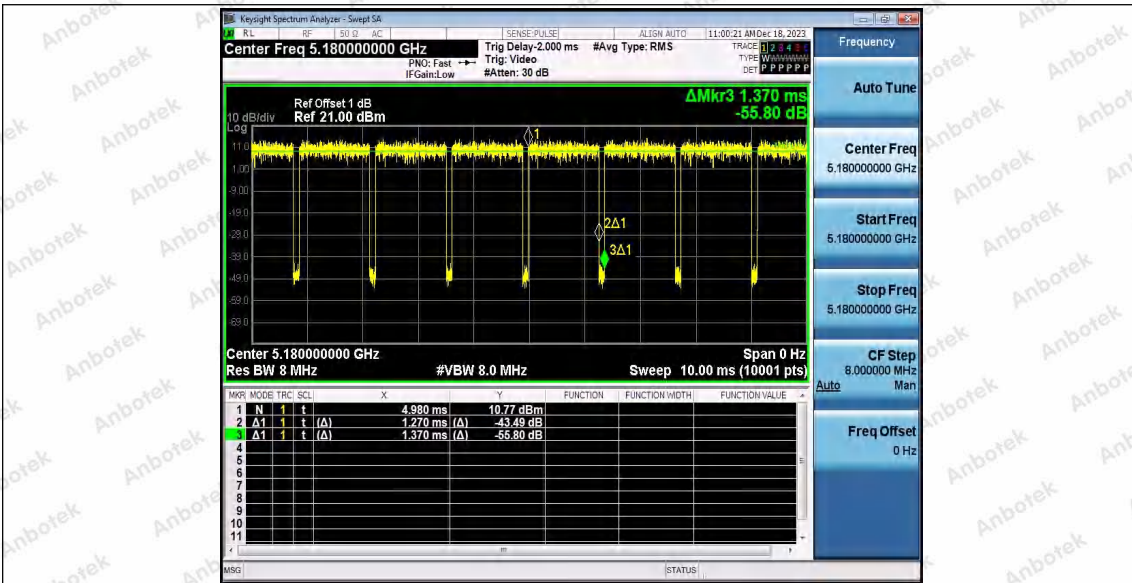 Keysight Spectrum Analyzer - Swept SA
RL RF 50 Ω AC SENSE:PULSE ALIGN AUTO 11:00:21 AM Dec 18, 2023
Center Freq 5.180000000 GHz
PNO: Fast
IFGain:Low
Trig Delay-2.000 ms
Trig: Video
#Atten: 30 dB
#Avg Type: RMS
TRACE 1 2 3 4 5 6
TYPE W
DET P P P P P P
ΔMkr3 1.370 ms
-55.80 dB
Ref Offset 1 dB
10 dB/div Ref 21.00 dBm
Log
11.0
1.00
-9.00
-19.0
-29.0
-39.0
-49.0
-59.0
-69.0
1
2Δ1
3Δ1
Center 5.180000000 GHz Span 0 Hz
Res BW 8 MHz #VBW 8.0 MHz Sweep 10.00 ms (10001 pts)
MKR MODE TRC SCL X Y FUNCTION FUNCTION WIDTH FUNCTION VALUE
1 N 1 t 4.980 ms 10.77 dBm
2 Δ1 1 t (Δ) 1.270 ms (Δ) -43.49 dB
3 Δ1 1 t (Δ) 1.370 ms (Δ) -55.80 dB
4
5
6
7
8
9
10
11
MSG STATUS
Frequency
Auto Tune
Center Freq
5.180000000 GHz
Start Freq
5.180000000 GHz
Stop Freq
5.180000000 GHz
CF Step
8.000000 MHz
Auto Man
Freq Offset
0 Hz
Anbotek